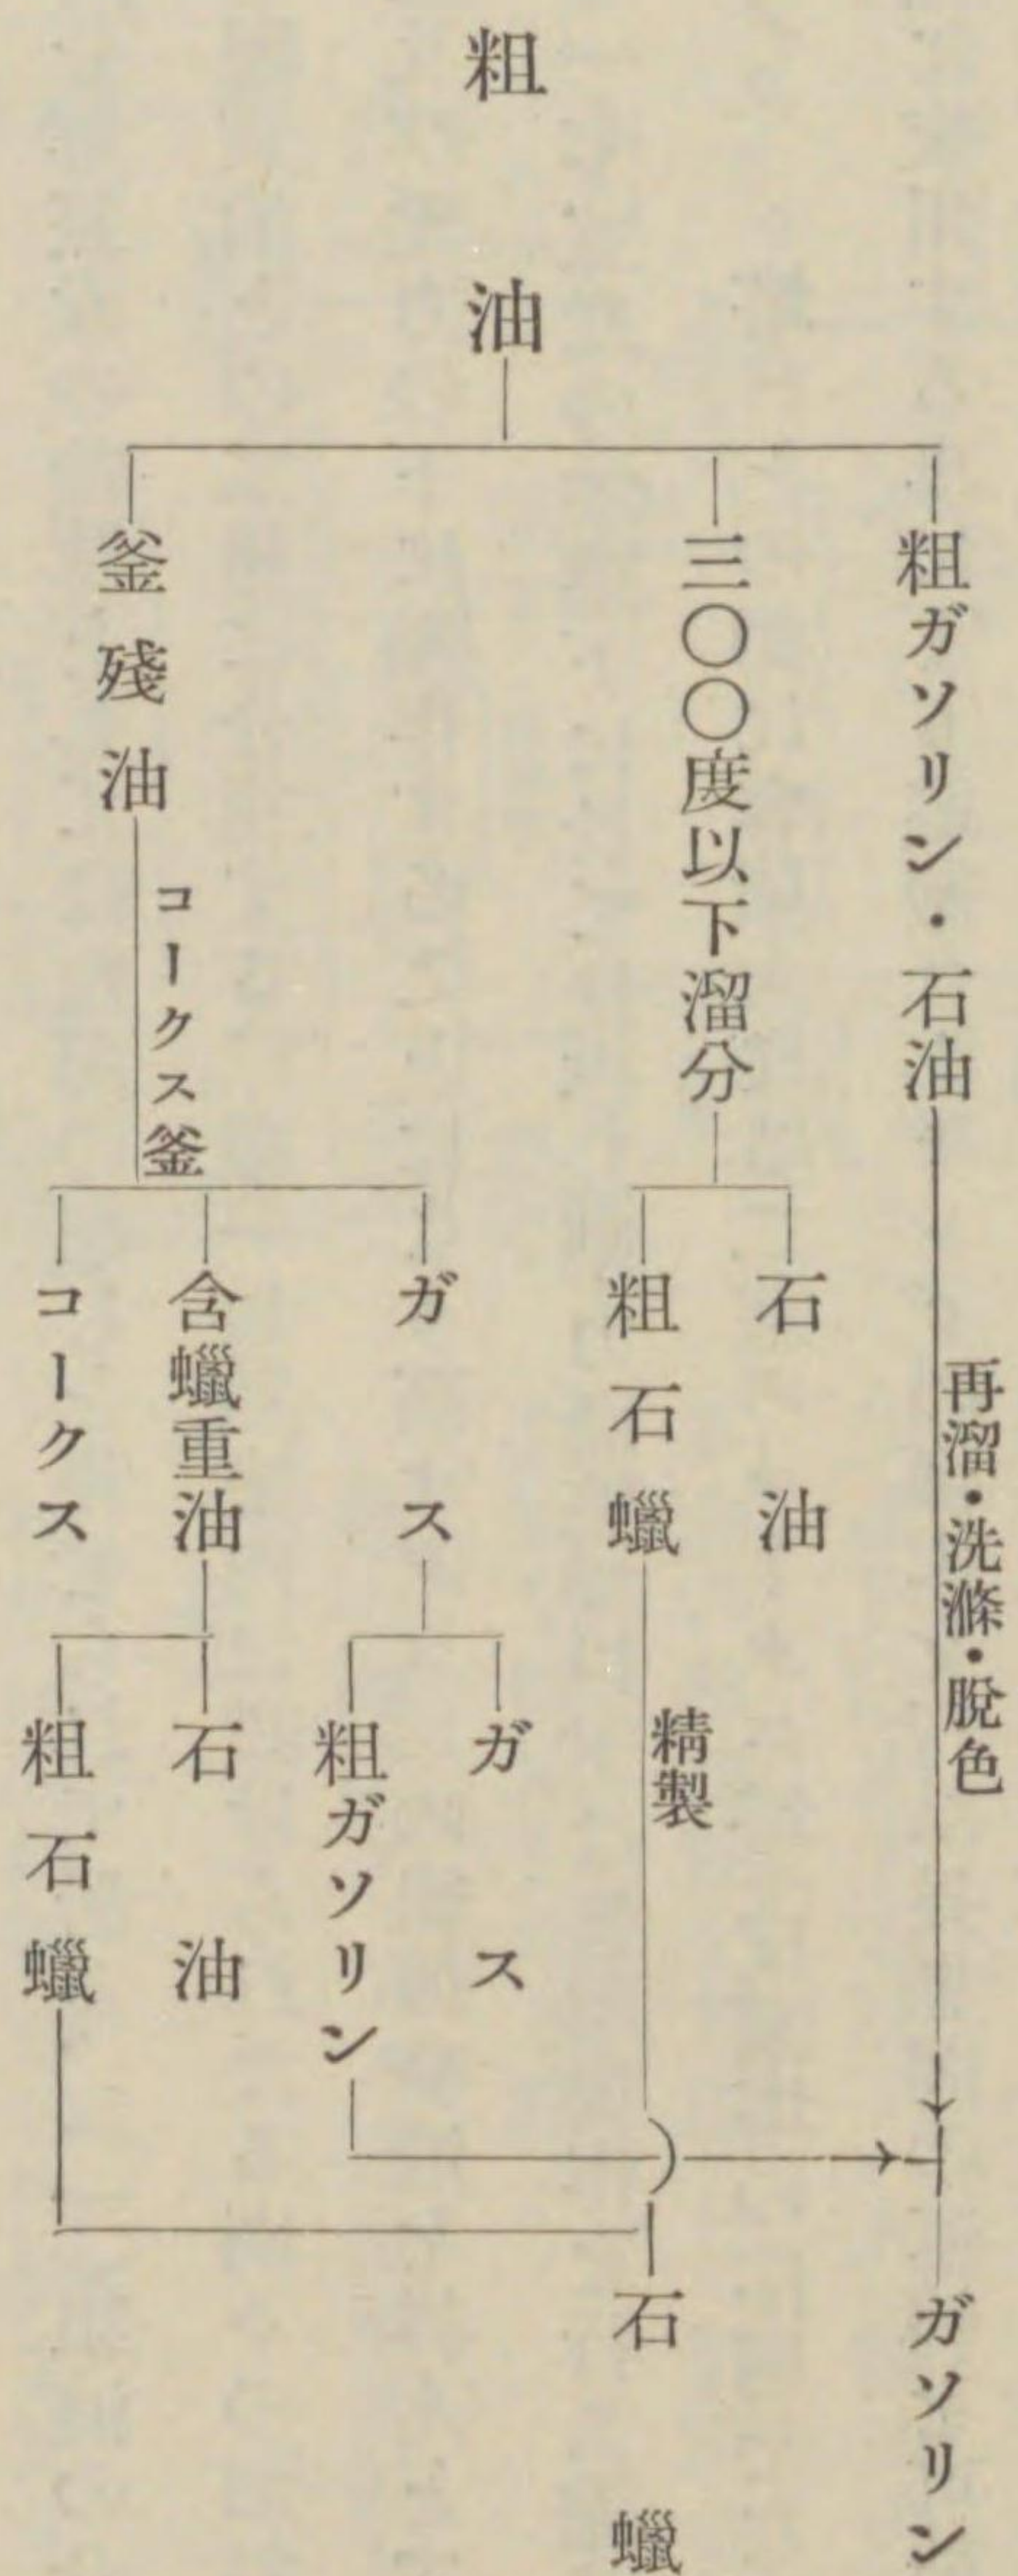 粗油
粗ガソリン・石油
再溜・洗滌・脫色
ガソリン
三〇〇度以下溜分
石油
粗石蠟
精製
石蠟
釜殘油
コークス釜
ガス
ガス
粗ガソリン
含蠟重油
石油
粗石蠟
コークス